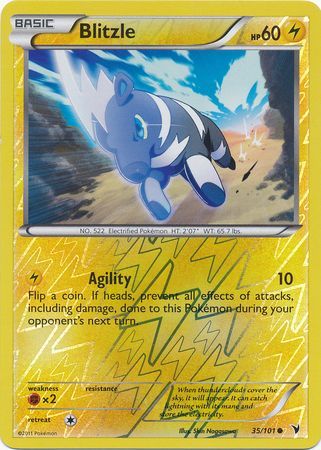 BASIC
Blitzle HP60
NO. 522 Electrified Pokémon HT: 2'07" WT: 65.7 lbs.
Agility 10
Flip a coin. If heads, prevent all effects of attacks,
including damage, done to this Pokémon during your
opponent's next turn.
weakness resistance
×2
retreat
When thunderclouds cover the
sky, it will appear. It can catch
lightning with its mane and
store the electricity.
Illus. Shin Nagasawa
35/101
©2011 Pokémon